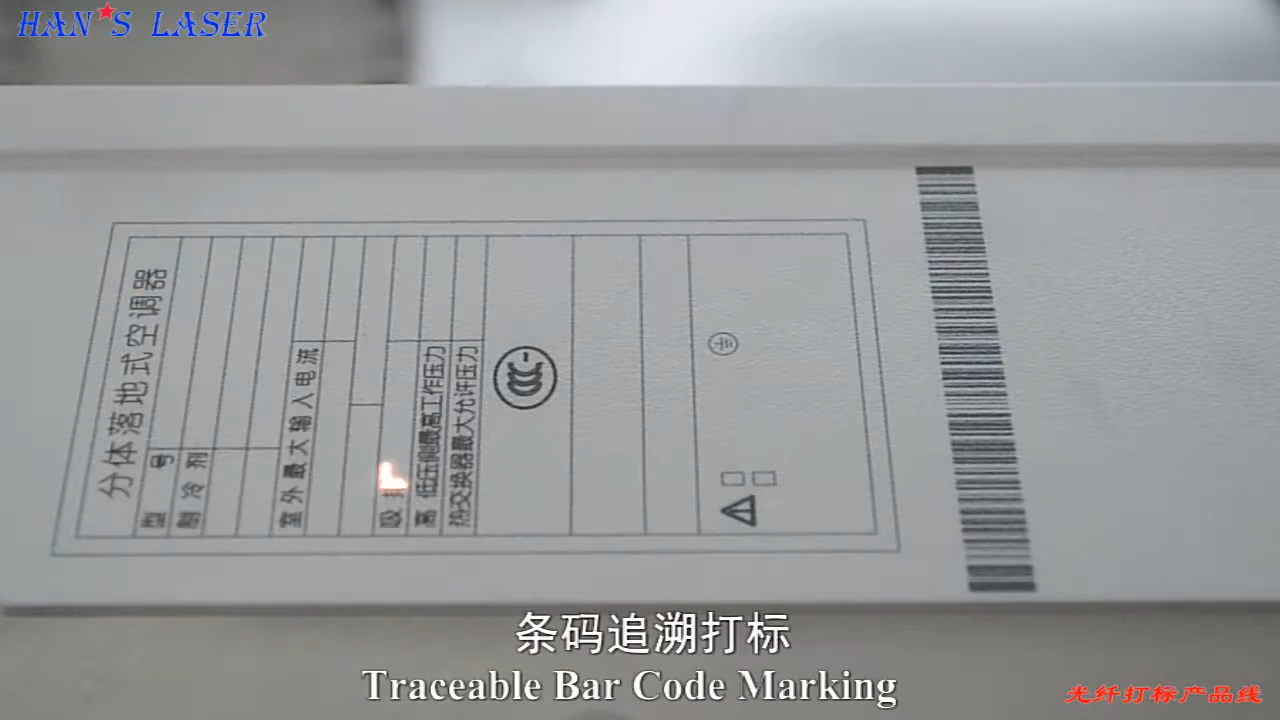 HAN'S LASER
分体落地式空调器
型号
制冷剂
室外最大输入电流
吸
高
低压侧最高工作压力
热交换器最大允许压力
CCC
条码追溯打标
Traceable Bar Code Marking
光纤打标产品线